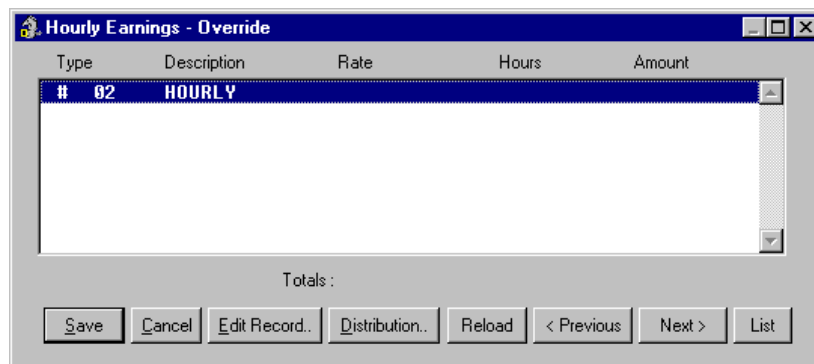 Hourly Earnings - Override
Type Description Rate Hours Amount
# 02 HOURLY
Totals :
Save Cancel Edit Record.. Distribution.. Reload < Previous Next > List